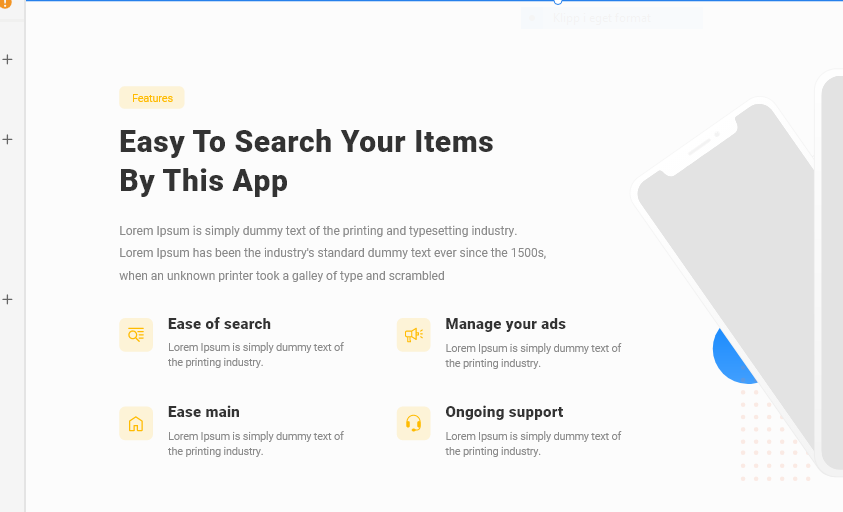 Features
Easy To Search Your Items
By This App
Lorem Ipsum is simply dummy text of the printing and typesetting industry.
Lorem Ipsum has been the industry's standard dummy text ever since the 1500s,
when an unknown printer took a galley of type and scrambled
Ease of search
Lorem Ipsum is simply dummy text of
the printing industry.
Manage your ads
Lorem Ipsum is simply dummy text of
the printing industry.
Ease main
Lorem Ipsum is simply dummy text of
the printing industry.
Ongoing support
Lorem Ipsum is simply dummy text of
the printing industry.